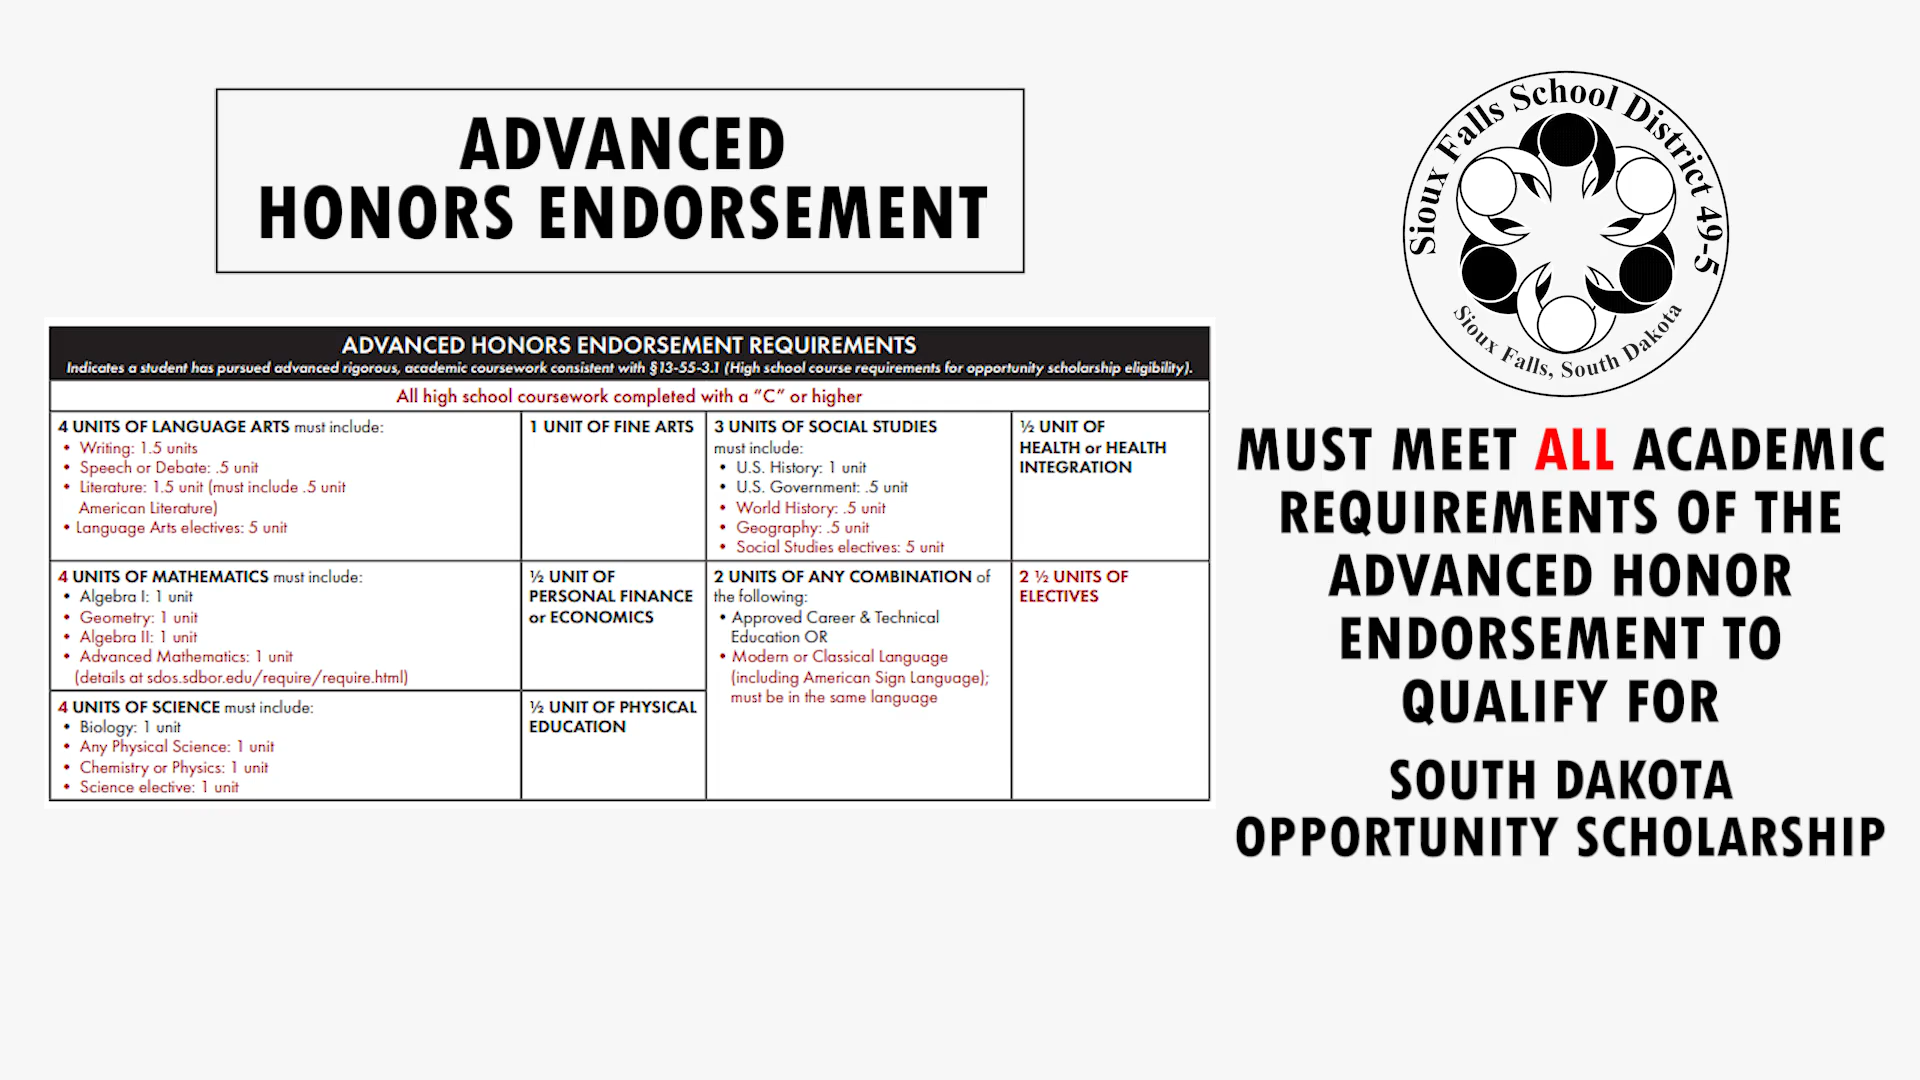 ADVANCED
HONORS ENDORSEMENT
ADVANCED HONORS ENDORSEMENT REQUIREMENTS
Indicates a student has pursued advanced rigorous, academic coursework consistent with §13-55-3.1 (High school course requirements for opportunity scholarship eligibility).
All high school coursework completed with a “C” or higher
4 UNITS OF LANGUAGE ARTS must include:
• Writing: 1.5 units
• Speech or Debate: .5 unit
• Literature: 1.5 unit (must include .5 unit
American Literature)
• Language Arts electives: 5 unit
1 UNIT OF FINE ARTS
3 UNITS OF SOCIAL STUDIES
must include:
• U.S. History: 1 unit
• U.S. Government: .5 unit
• World History: .5 unit
• Geography: .5 unit
• Social Studies electives: 5 unit
½ UNIT OF
HEALTH or HEALTH
INTEGRATION
4 UNITS OF MATHEMATICS must include:
• Algebra I: 1 unit
• Geometry: 1 unit
• Algebra II: 1 unit
• Advanced Mathematics: 1 unit
(details at sdos.sdbor.edu/require/require.html)
½ UNIT OF
PERSONAL FINANCE
or ECONOMICS
2 UNITS OF ANY COMBINATION of
the following:
• Approved Career & Technical
Education OR
• Modern or Classical Language
(including American Sign Language);
must be in the same language
2 ½ UNITS OF
ELECTIVES
4 UNITS OF SCIENCE must include:
• Biology: 1 unit
• Any Physical Science: 1 unit
• Chemistry or Physics: 1 unit
• Science elective: 1 unit
½ UNIT OF PHYSICAL
EDUCATION
Sioux Falls School District 49-5
Sioux Falls, South Dakota
MUST MEET ALL ACADEMIC
REQUIREMENTS OF THE
ADVANCED HONOR
ENDORSEMENT TO
QUALIFY FOR
SOUTH DAKOTA
OPPORTUNITY SCHOLARSHIP